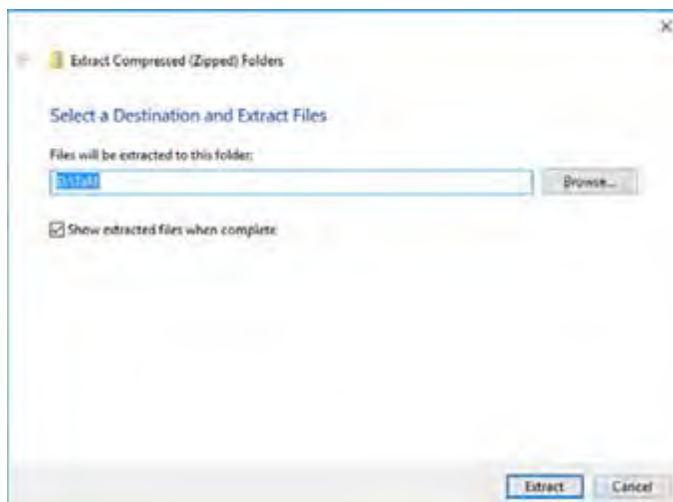 Extract Compressed (Zipped) Folders
Select a Destination and Extract Files
Files will be extracted to this folder:
Browse...
Show extracted files when complete
Extract
Cancel